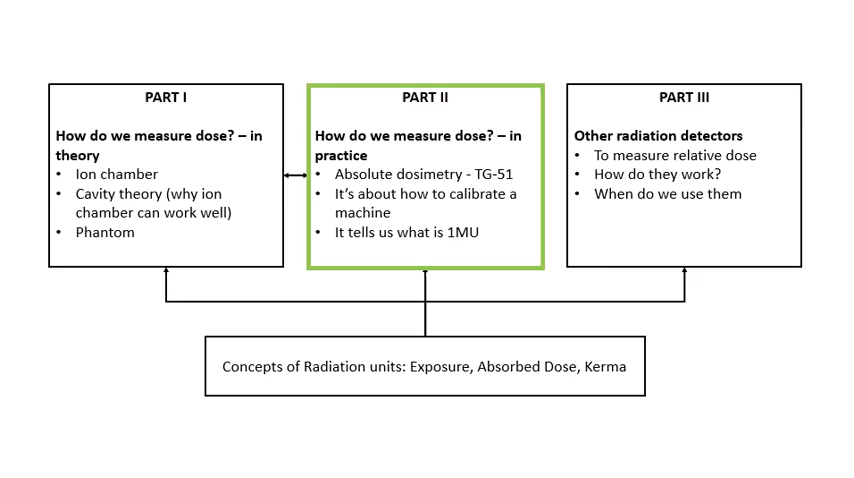 PART I
How do we measure dose? – in
theory
• Ion chamber
• Cavity theory (why ion
chamber can work well)
• Phantom
PART II
How do we measure dose? – in
practice
• Absolute dosimetry - TG-51
• It’s about how to calibrate a
machine
• It tells us what is 1MU
PART III
Other radiation detectors
• To measure relative dose
• How do they work?
• When do we use them
Concepts of Radiation units: Exposure, Absorbed Dose, Kerma